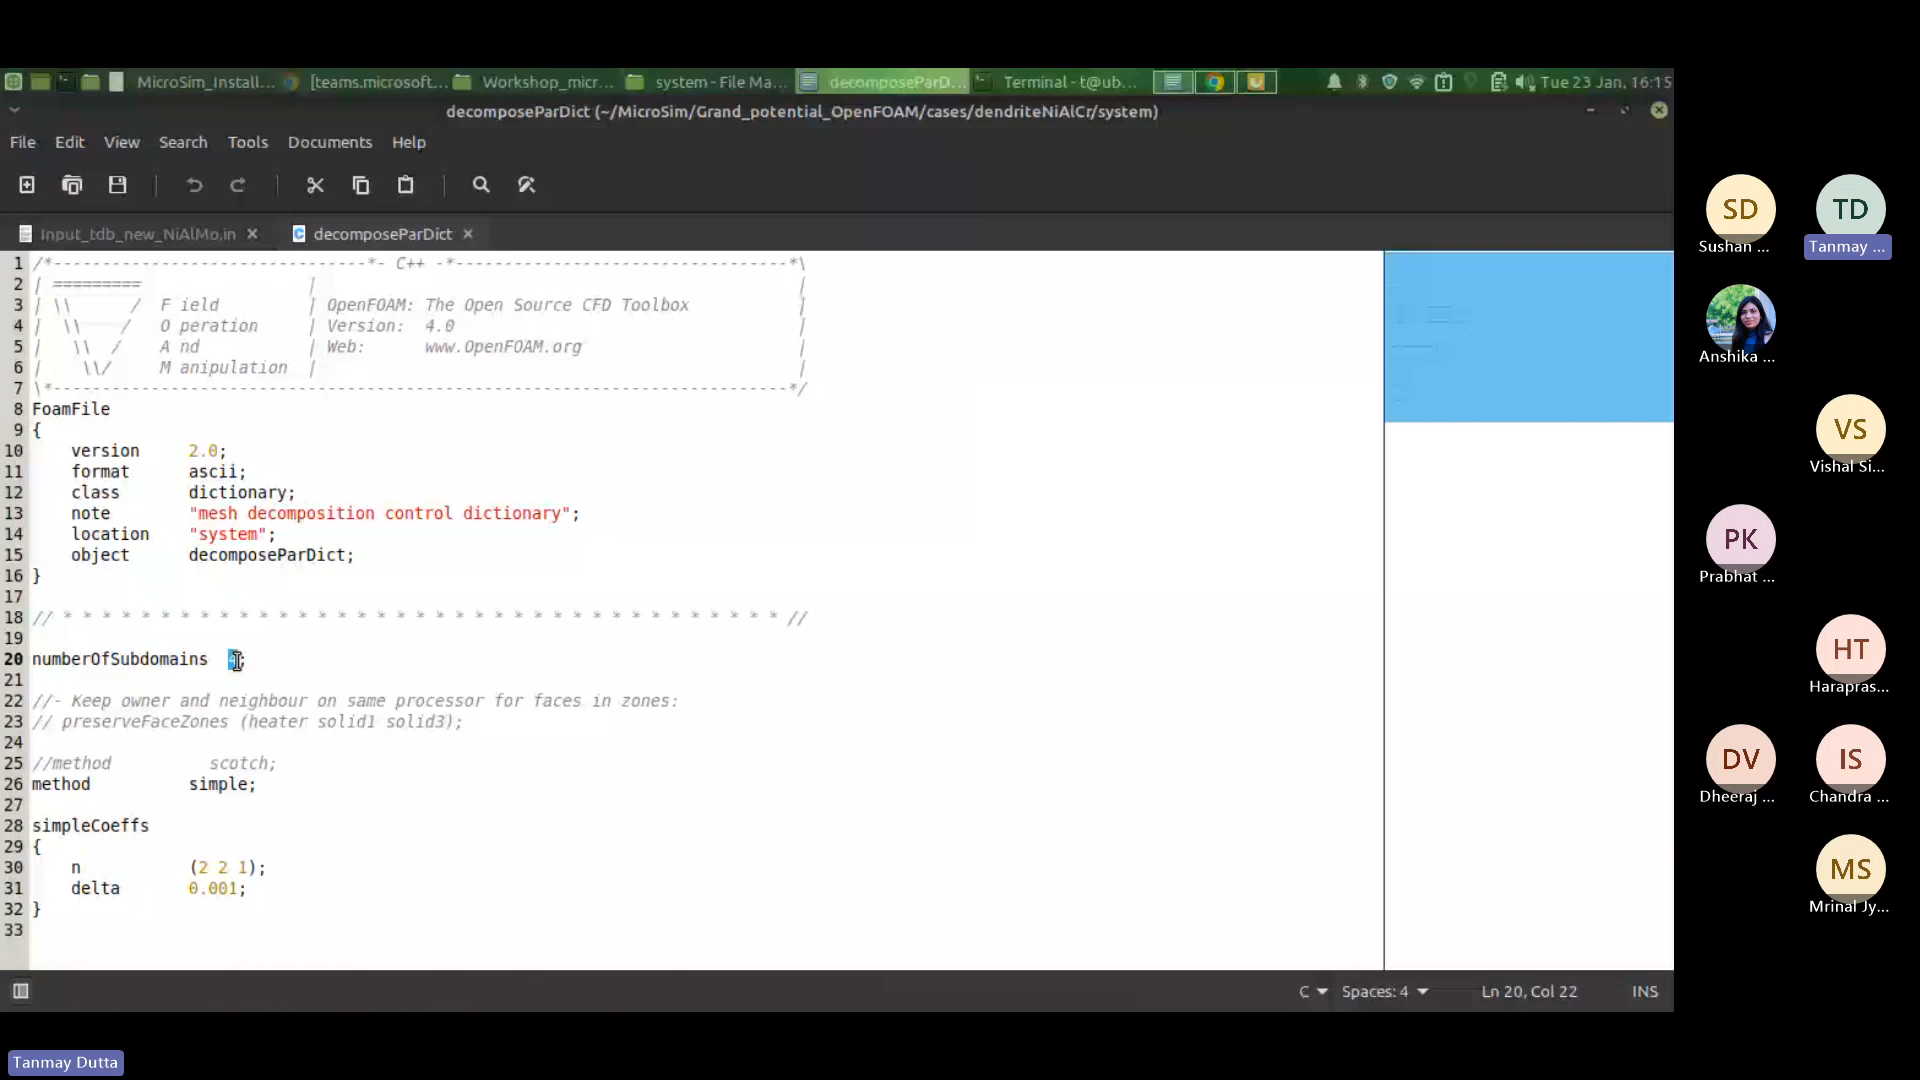 MicroSim_Install... [teams.microsoft... Workshop_micr... system - File Ma... decomposeParD... Terminal - t@ub... Tue 23 Jan, 16:15
decomposeParDict (~/MicroSim/Grand_potential_OpenFOAM/cases/dendriteNiAlCr/system)
File Edit View Search Tools Documents Help
Input_tdb_new_NiAlMo.in decomposeParDict
1 /*--------------------------------*- C++ -*----------------------------------*\
2 | ========= | |
3 | \\ / F ield | OpenFOAM: The Open Source CFD Toolbox |
4 | \\ / O peration | Version: 4.0 |
5 | \\ / A nd | Web: www.OpenFOAM.org |
6 | \\/ M anipulation | |
7 \*---------------------------------------------------------------------------*/
8 FoamFile
9 {
10 version 2.0;
11 format ascii;
12 class dictionary;
13 note "mesh decomposition control dictionary";
14 location "system";
15 object decomposeParDict;
16 }
17
18 // * * * * * * * * * * * * * * * * * * * * * * * * * * * * * * * * * * * * * //
19
20 numberOfSubdomains ;
21
22 //- Keep owner and neighbour on same processor for faces in zones:
23 // preserveFaceZones (heater solid1 solid3);
24
25 //method scotch;
26 method simple;
27
28 simpleCoeffs
29 {
30 n (2 2 1);
31 delta 0.001;
32 }
33
C Spaces: 4 Ln 20, Col 22 INS
SD TD
Sushan ... Tanmay ...
Anshika ...
VS
Vishal Si...
PK
Prabhat ...
HT
Harapras...
DV IS
Dheeraj ... Chandra ...
MS
Mrinal Jy...
Tanmay Dutta